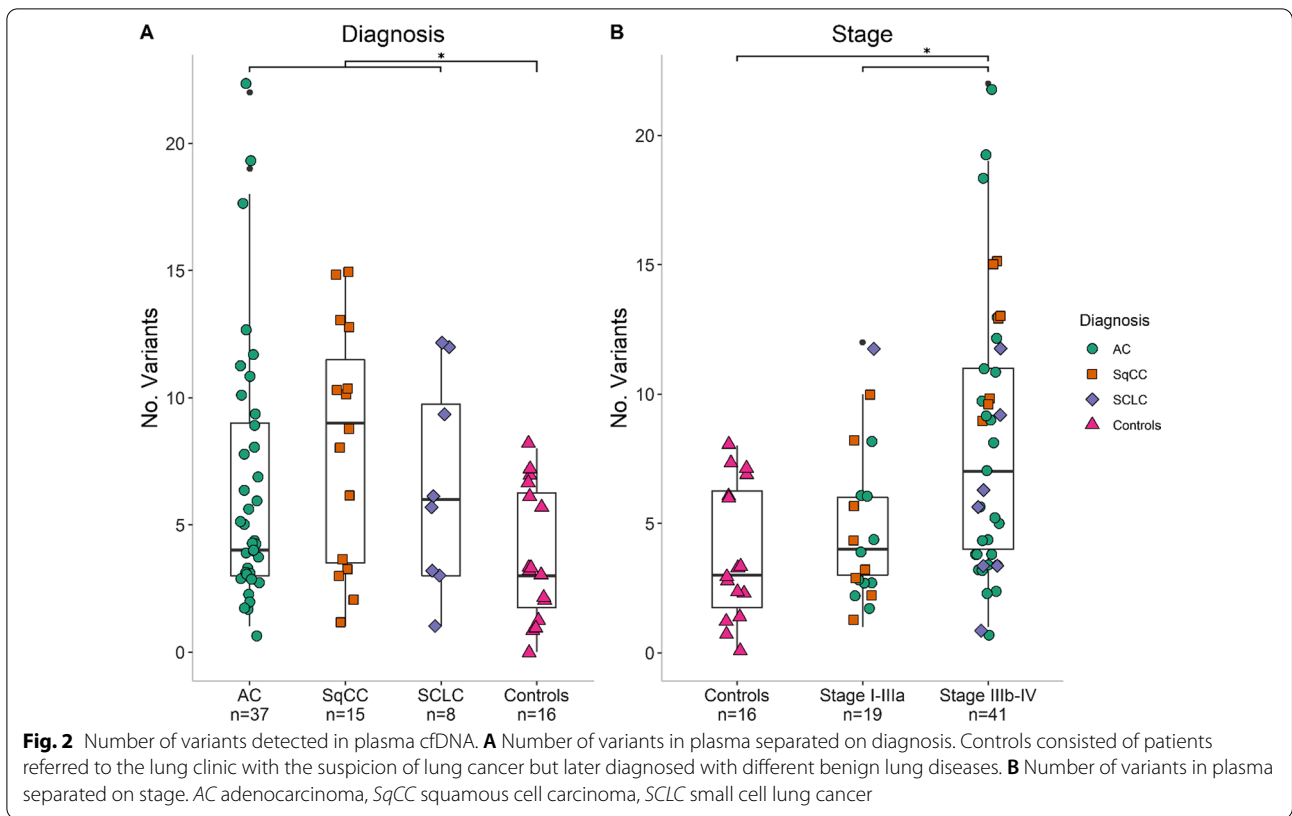 A
Diagnosis
*
No. Variants
20
15
10
5
0
AC
n=37
SqCC
n=15
SCLC
n=8
Controls
n=16
B
Stage
*
No. Variants
20
15
10
5
0
Controls
n=16
Stage I-IIIa
n=19
Stage IIIb-IV
n=41
Diagnosis
AC
SqCC
SCLC
Controls
Fig. 2 Number of variants detected in plasma cfDNA. A Number of variants in plasma separated on diagnosis. Controls consisted of patients
referred to the lung clinic with the suspicion of lung cancer but later diagnosed with different benign lung diseases. B Number of variants in plasma
separated on stage. AC adenocarcinoma, SqCC squamous cell carcinoma, SCLC small cell lung cancer